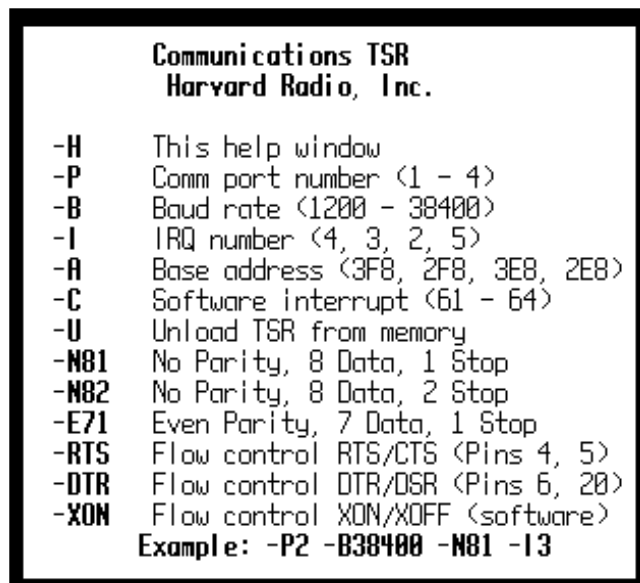 Communications TSR
Harvard Radio, Inc.
-H This help window
-P Comm port number (1 - 4)
-B Baud rate (1200 - 38400)
-I IRQ number (4, 3, 2, 5)
-A Base address (3F8, 2F8, 3E8, 2E8)
-C Software interrupt (61 - 64)
-U Unload TSR from memory
-N81 No Parity, 8 Data, 1 Stop
-N82 No Parity, 8 Data, 2 Stop
-E71 Even Parity, 7 Data, 1 Stop
-RTS Flow control RTS/CTS (Pins 4, 5)
-DTR Flow control DTR/DSR (Pins 6, 20)
-XON Flow control XON/XOFF (software)
Example: -P2 -B38400 -N81 -I3